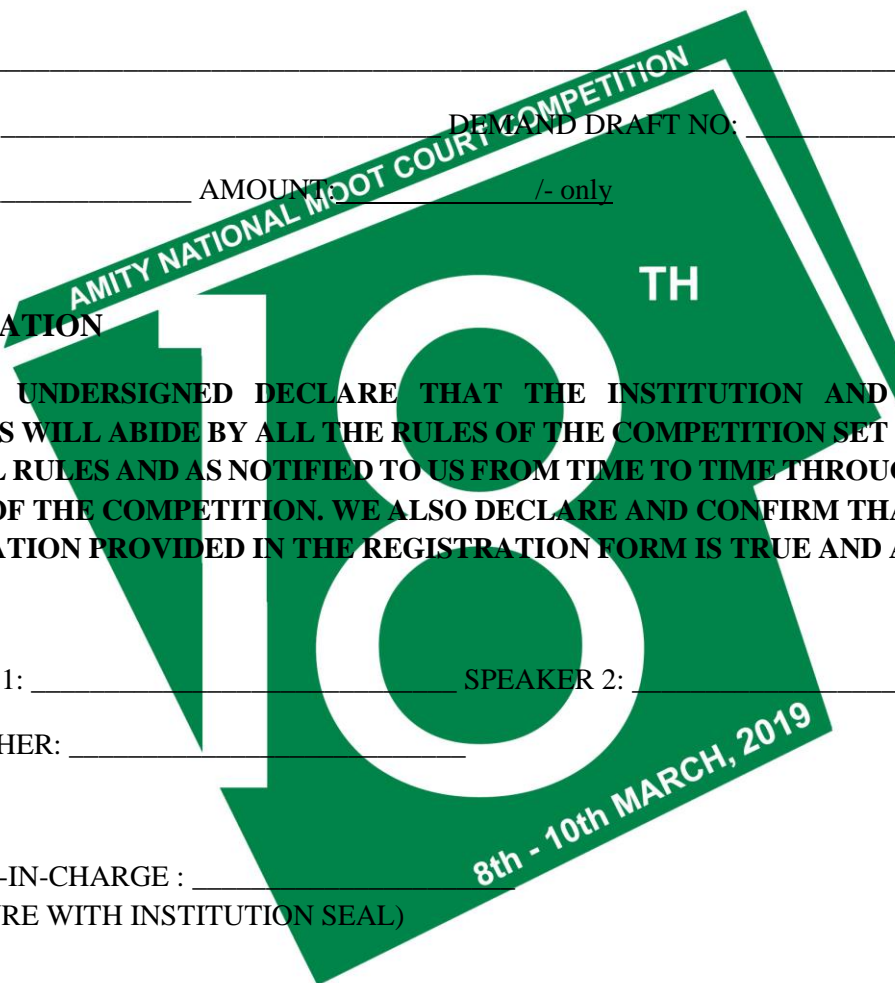 DEMAND DRAFT NO:
AMOUNT: /- only
AMITY NATIONAL MOOT COURT COMPETITION
18TH
ATION
UNDERSIGNED DECLARE THAT THE INSTITUTION AND
S WILL ABIDE BY ALL THE RULES OF THE COMPETITION SET
L RULES AND AS NOTIFIED TO US FROM TIME TO TIME THROUG
OF THE COMPETITION. WE ALSO DECLARE AND CONFIRM THA
ATION PROVIDED IN THE REGISTRATION FORM IS TRUE AND A
1: SPEAKER 2:
HER:
8th - 10th MARCH, 2019
-IN-CHARGE :
RE WITH INSTITUTION SEAL)